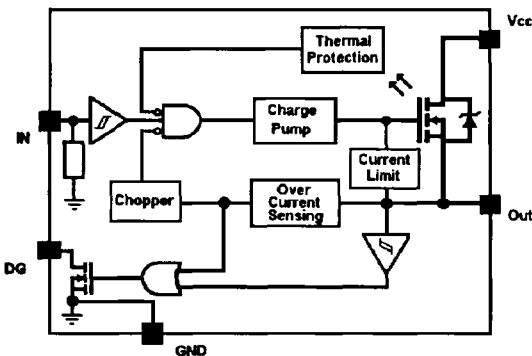 Vcc
Thermal
Protection
IN
Charge
Pump
Current
Limit
Chopper
Over
Current
Sensing
Out
DG
GND